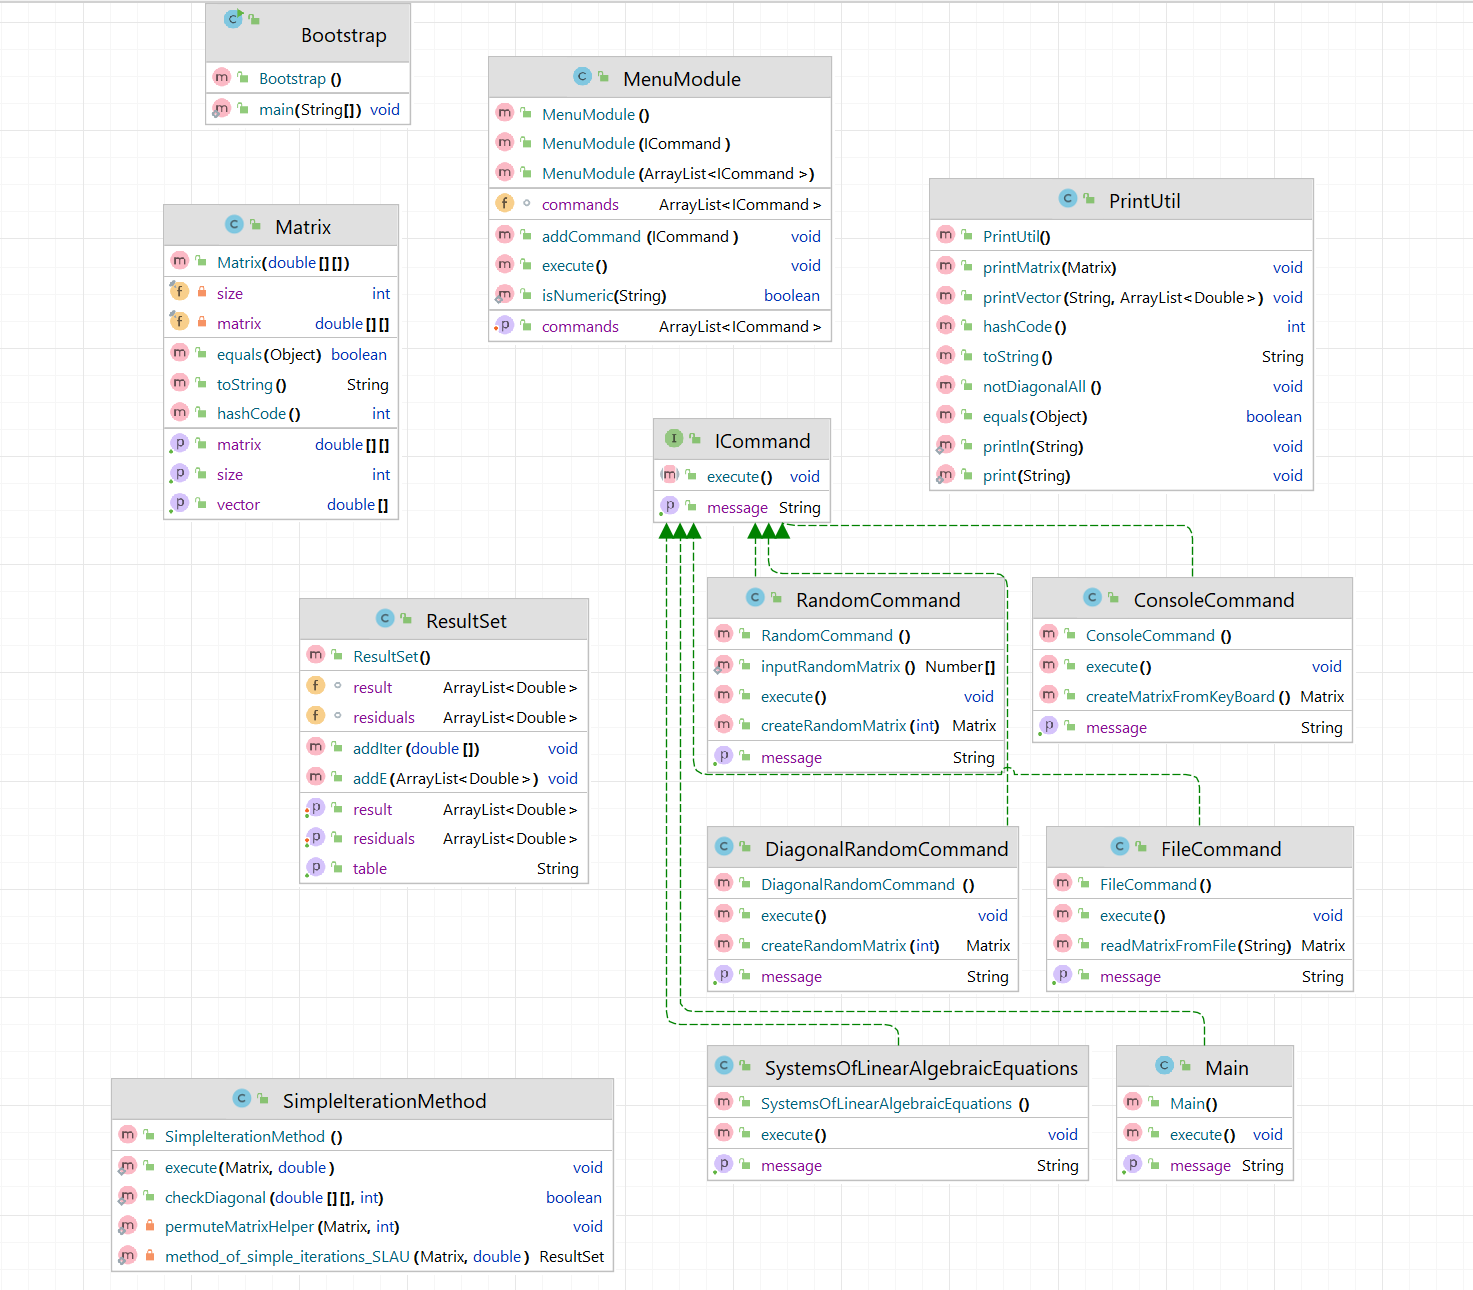 Bootstrap
Bootstrap()
main(String[]) void
MenuModule
MenuModule()
MenuModule(ICommand)
MenuModule(ArrayList<ICommand>)
commands ArrayList<ICommand>
addCommand(ICommand) void
execute() void
isNumeric(String) boolean
commands ArrayList<ICommand>
PrintUtil
PrintUtil()
printMatrix(Matrix) void
printVector(String, ArrayList<Double>) void
hashCode() int
toString() String
notDiagonalAll() void
equals(Object) boolean
println(String) void
print(String) void
Matrix
Matrix(double[][])
size int
matrix double[][]
equals(Object) boolean
toString() String
hashCode() int
matrix double[][]
size int
vector double[]
ICommand
execute() void
message String
ResultSet
ResultSet()
result ArrayList<Double>
residuals ArrayList<Double>
addIter(double[]) void
addE(ArrayList<Double>) void
result ArrayList<Double>
residuals ArrayList<Double>
table String
RandomCommand
RandomCommand()
inputRandomMatrix() Number[]
execute() void
createRandomMatrix(int) Matrix
message String
ConsoleCommand
ConsoleCommand()
execute() void
createMatrixFromKeyBoard() Matrix
message String
DiagonalRandomCommand
DiagonalRandomCommand()
execute() void
createRandomMatrix(int) Matrix
message String
FileCommand
FileCommand()
execute() void
readMatrixFromFile(String) Matrix
message String
SystemsOfLinearAlgebraicEquations
SystemsOfLinearAlgebraicEquations()
execute() void
message String
Main
Main()
execute() void
message String
SimpleIterationMethod
SimpleIterationMethod()
execute(Matrix, double) void
checkDiagonal(double[][], int) boolean
permuteMatrixHelper(Matrix, int) void
method_of_simple_iterations_SLAU(Matrix, double) ResultSet